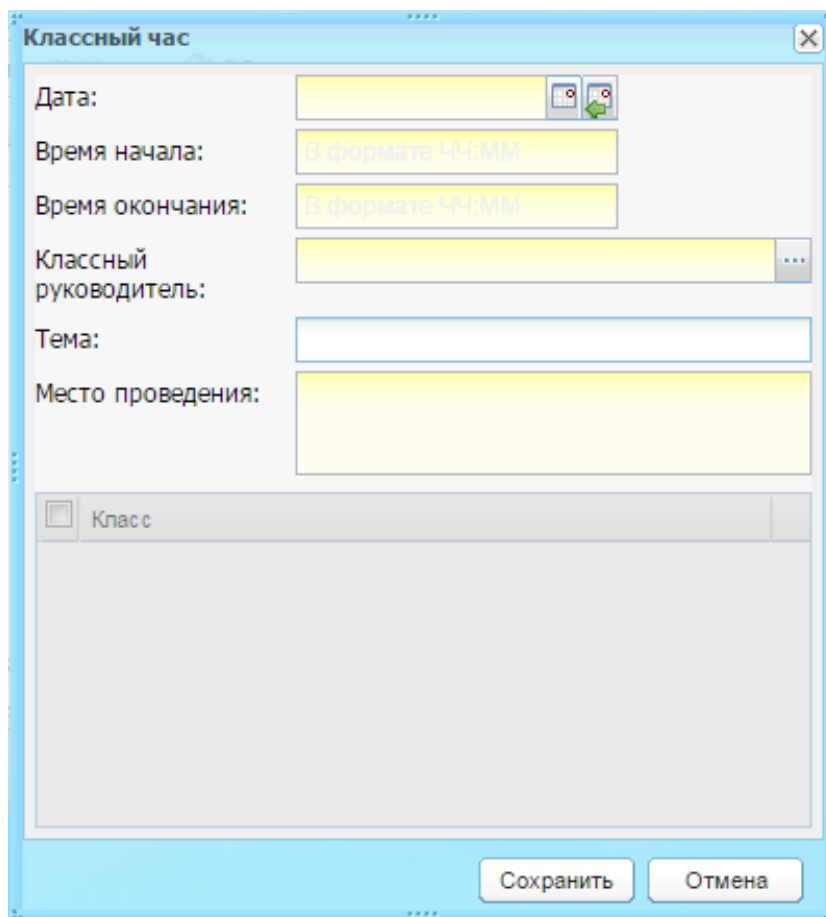 Классный час
Дата:
Время начала:
В формате ЧЧ:ММ
Время окончания:
В формате ЧЧ:ММ
Классный
руководитель:
Тема:
Место проведения:
Класс
Сохранить
Отмена